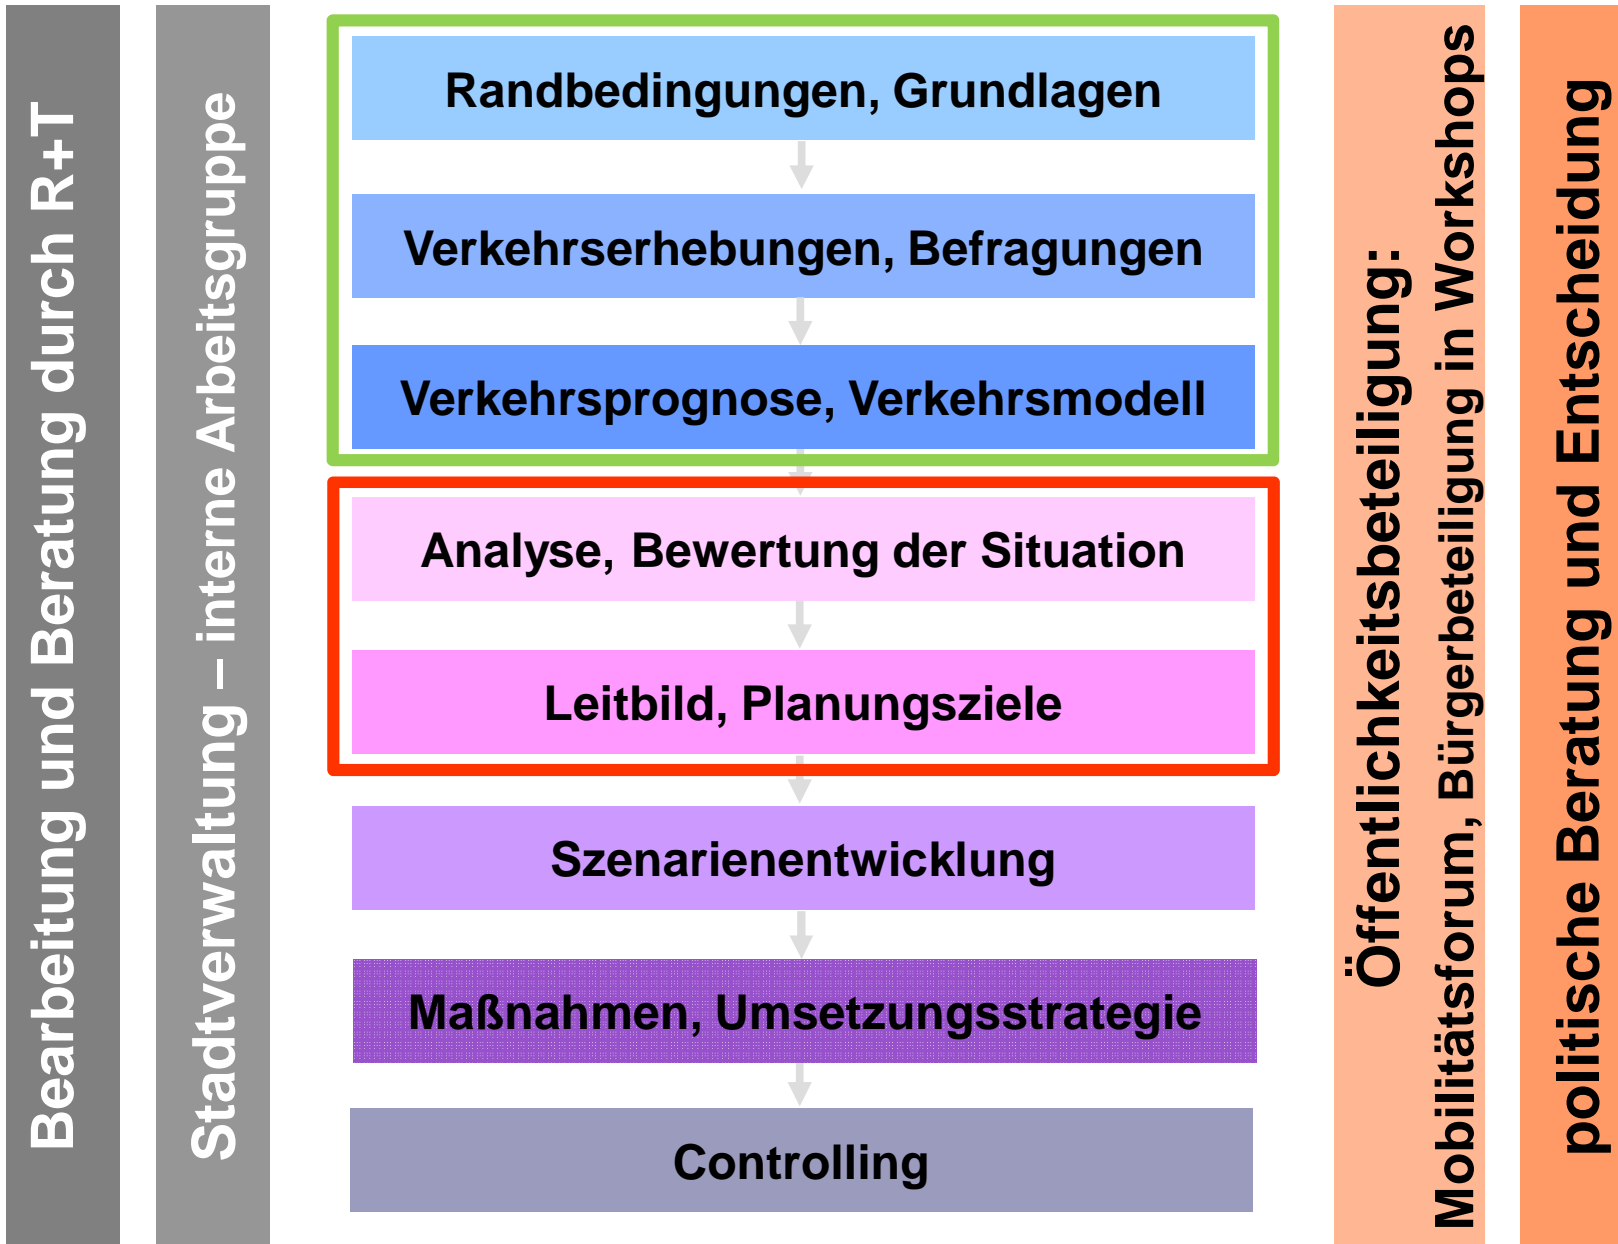 Bearbeitung und Beratung durch R+T
Stadtverwaltung – interne Arbeitsgruppe
Randbedingungen, Grundlagen
Verkehrserhebungen, Befragungen
Verkehrsprognose, Verkehrsmodell
Analyse, Bewertung der Situation
Leitbild, Planungsziele
Szenarienentwicklung
Maßnahmen, Umsetzungsstrategie
Controlling
Öffentlichkeitsbeteiligung:
Mobilitätsforum, Bürgerbeteiligung in Workshops
politische Beratung und Entscheidung